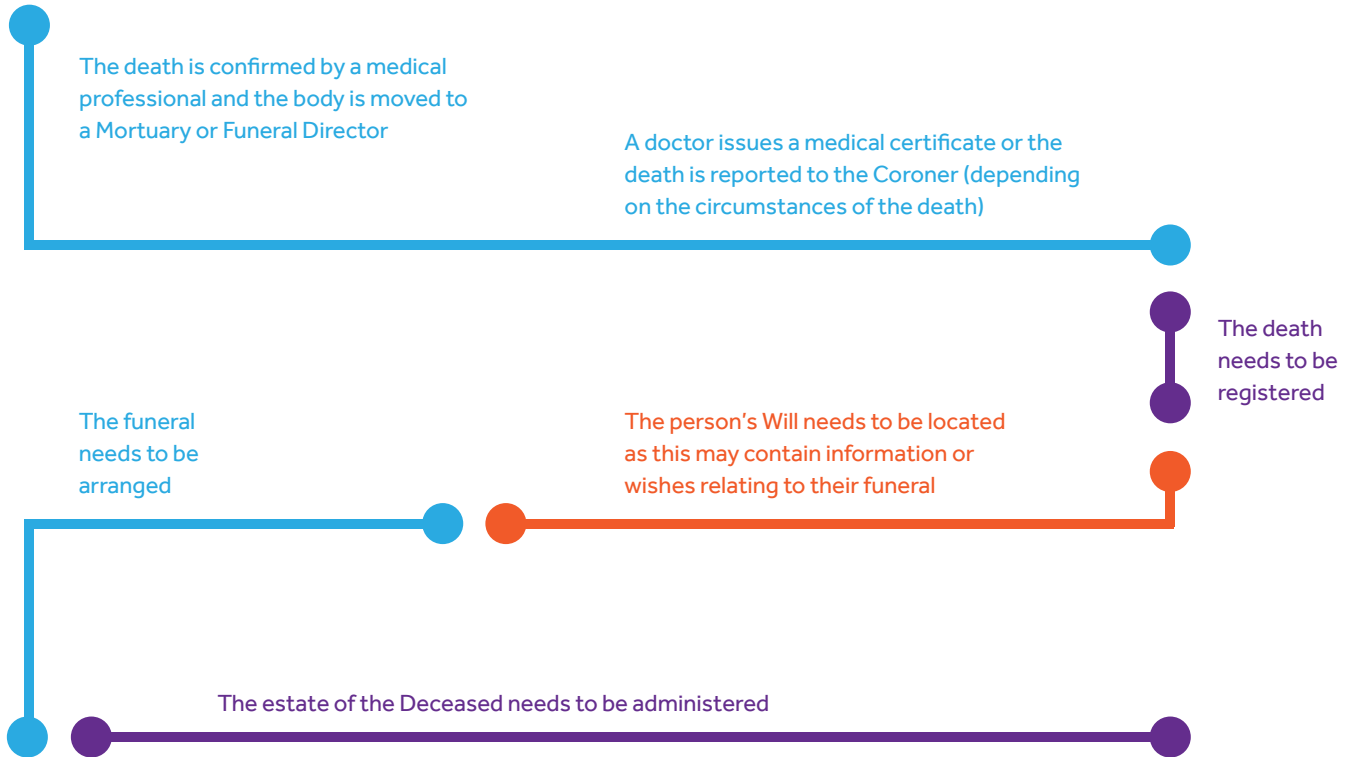 The death is confirmed by a medical
professional and the body is moved to
a Mortuary or Funeral Director
A doctor issues a medical certificate or the
death is reported to the Coroner (depending
on the circumstances of the death)
The death
needs to be
registered
The person's Will needs to be located
as this may contain information or
wishes relating to their funeral
The funeral
needs to be
arranged
The estate of the Deceased needs to be administered